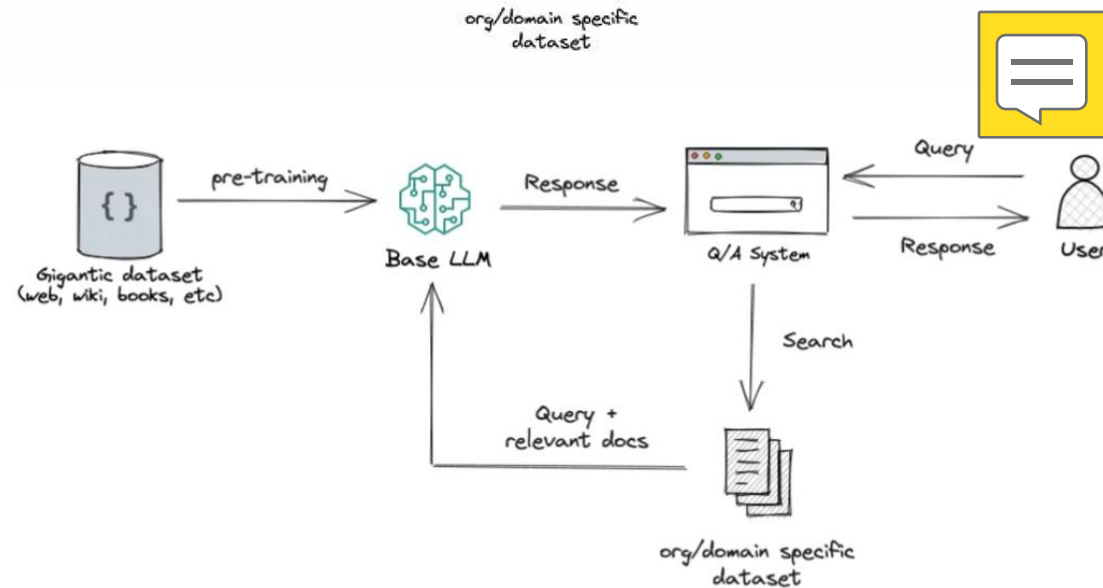 org/domain specific
dataset
Query
pre-training
Response
{ }
Response
Base LLM
Q/A System
User
Gigantic dataset
(web, wiki, books, etc)
Search
Query +
relevant docs
org/domain specific
dataset